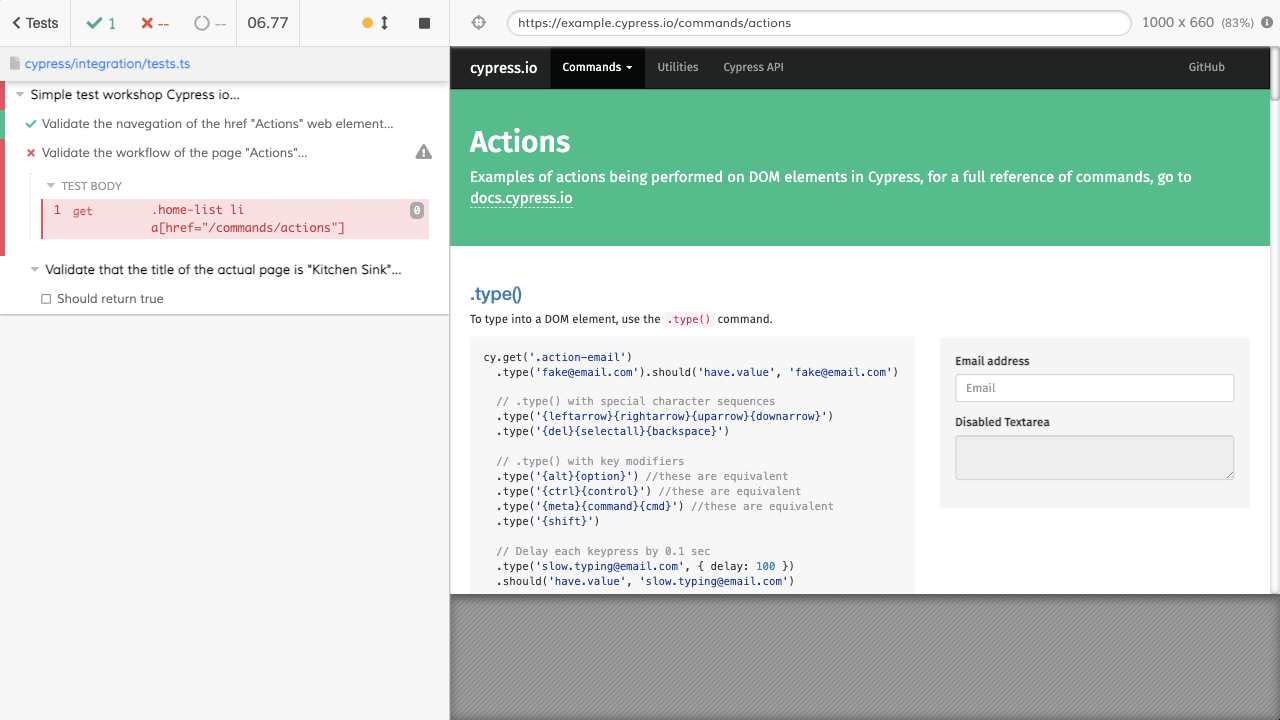 Tests
1
--
--
06.77
https://example.cypress.io/commands/actions
1000 x 660 (83%)
cypress/integration/tests.ts
Simple test workshop Cypress io...
Validate the navegation of the href "Actions" web element...
Validate the workflow of the page "Actions"...
TEST BODY
1 get .home-list li 0
a[href="/commands/actions"]
Validate that the title of the actual page is "Kitchen Sink"...
Should return true
cypress.io Commands Utilities Cypress API GitHub
Actions
Examples of actions being performed on DOM elements in Cypress, for a full reference of commands, go to
docs.cypress.io
.type()
To type into a DOM element, use the .type() command.
cy.get('.action-email')
.type('fake@email.com').should('have.value', 'fake@email.com')
// .type() with special character sequences
.type('{leftarrow}{rightarrow}{uparrow}{downarrow}')
.type('{del}{selectall}{backspace}')
// .type() with key modifiers
.type('{alt}{option}') //these are equivalent
.type('{ctrl}{control}') //these are equivalent
.type('{meta}{command}{cmd}') //these are equivalent
.type('{shift}')
// Delay each keypress by 0.1 sec
.type('slow.typing@email.com', { delay: 100 })
.should('have.value', 'slow.typing@email.com')
Email address
Email
Disabled Textarea